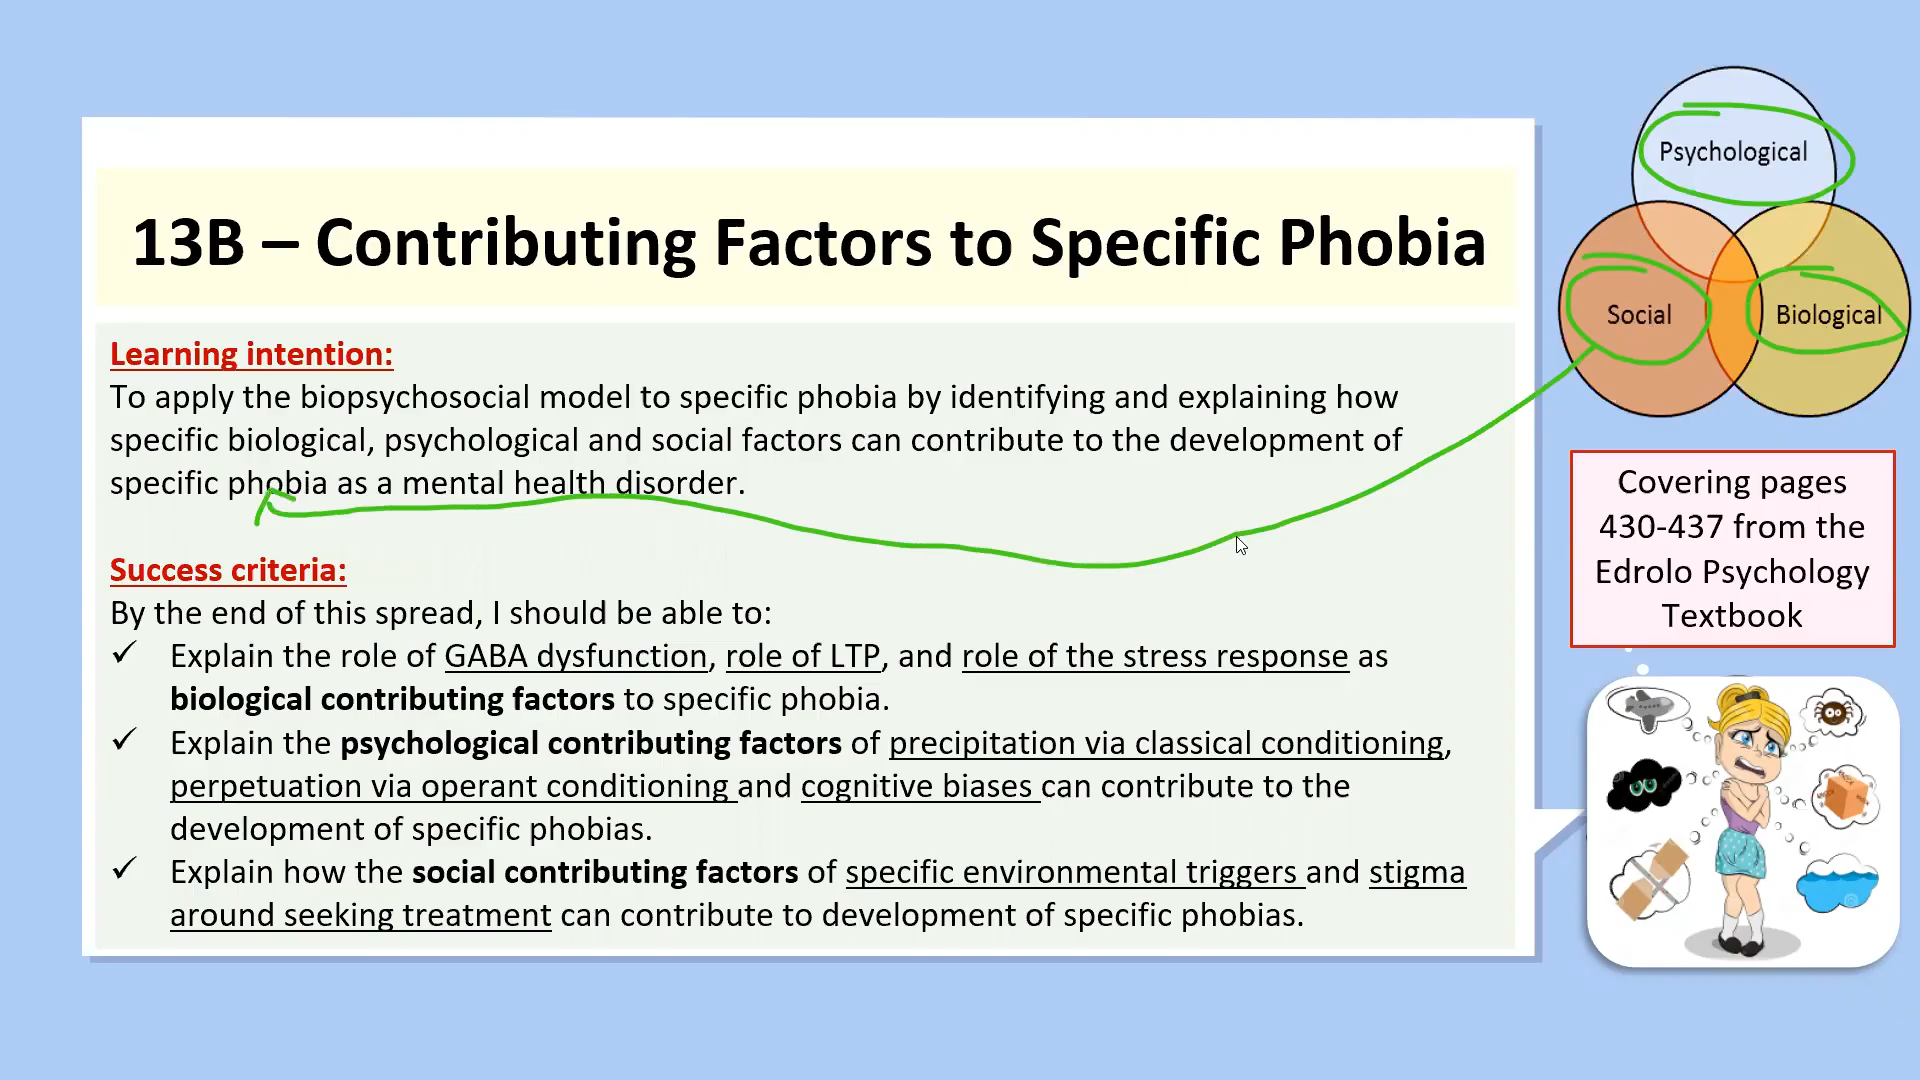 13B – Contributing Factors to Specific Phobia
Learning intention:
To apply the biopsychosocial model to specific phobia by identifying and explaining how
specific biological, psychological and social factors can contribute to the development of
specific phobia as a mental health disorder.
Success criteria:
By the end of this spread, I should be able to:
✓ Explain the role of GABA dysfunction, role of LTP, and role of the stress response as
biological contributing factors to specific phobia.
✓ Explain the psychological contributing factors of precipitation via classical conditioning,
perpetuation via operant conditioning and cognitive biases can contribute to the
development of specific phobias.
✓ Explain how the social contributing factors of specific environmental triggers and stigma
around seeking treatment can contribute to development of specific phobias.
Psychological
Social
Biological
Covering pages
430-437 from the
Edrolo Psychology
Textbook